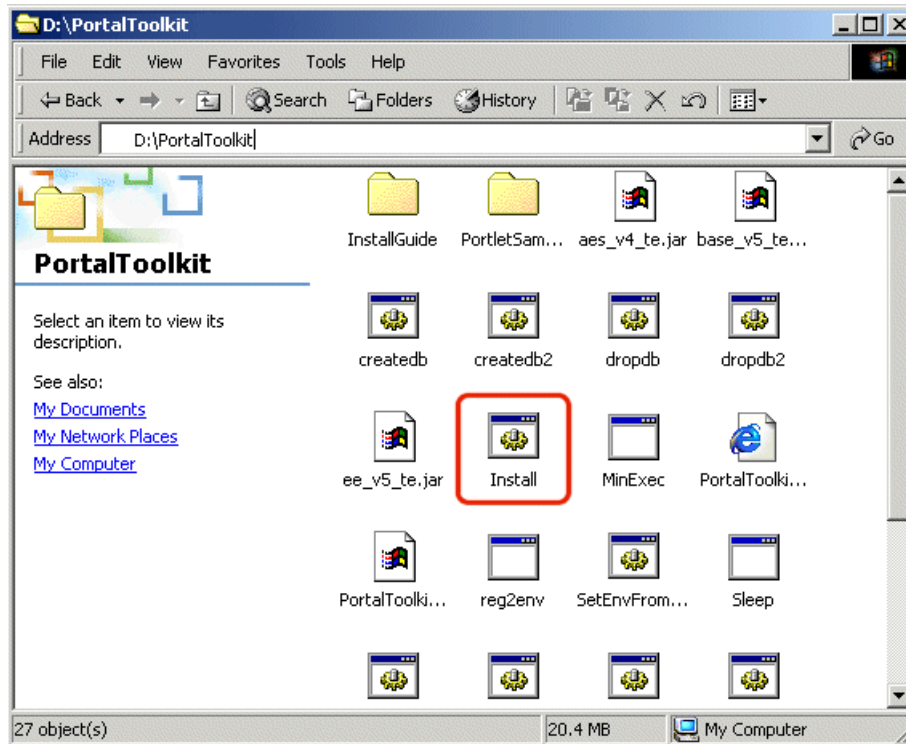 D:\PortalToolkit
File Edit View Favorites Tools Help
Back Search Folders History
Address D:\PortalToolkit Go
PortalToolkit
Select an item to view its
description.
See also:
My Documents
My Network Places
My Computer
InstallGuide PortletSam... aes_v4_te.jar base_v5_te...
createdb createdb2 dropdb dropdb2
ee_v5_te.jar Install MinExec PortalToolki...
PortalToolki... reg2env SetEnvFrom... Sleep
27 object(s) 20.4 MB My Computer